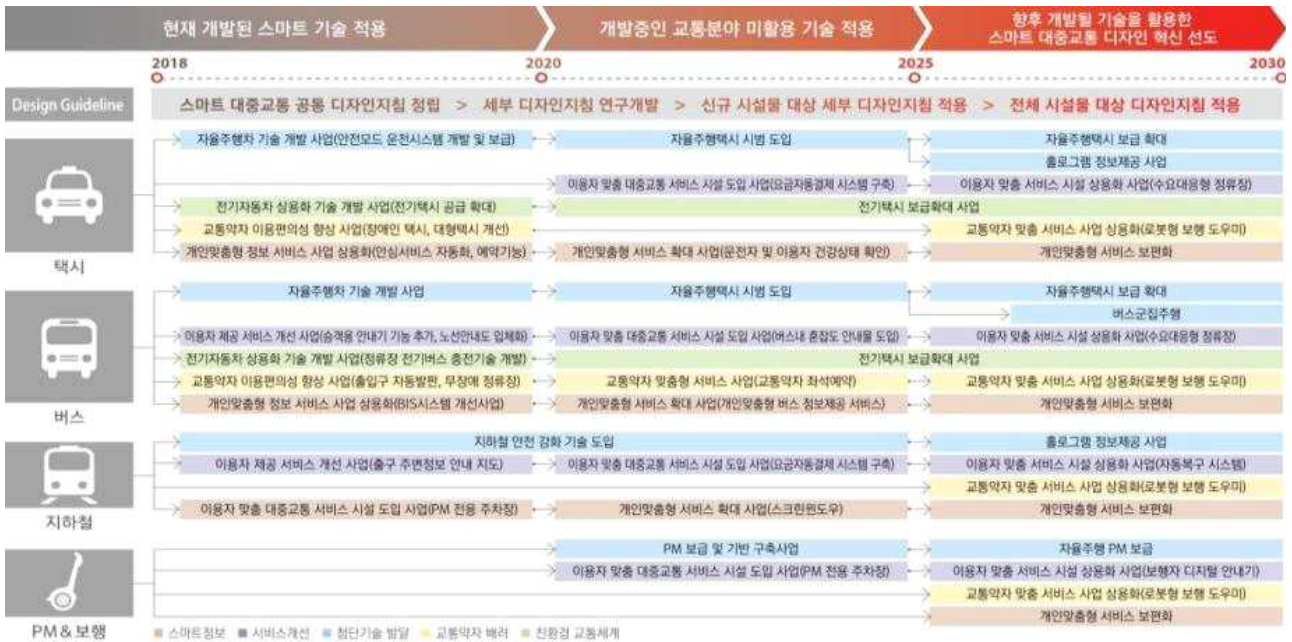 현재 개발된 스마트 기술 적용
개발중인 교통분야 미활용 기술 적용
향후 개발될 기술을 활용한
스마트 대중교통 디자인 혁신 선도
2018
2020
2025
2030
Design Guideline
스마트 대중교통 공통 디자인지침 정립 > 세부 디자인지침 연구개발 > 신규 시설물 대상 세부 디자인지침 적용 > 전체 시설물 대상 디자인지침 적용
택시
자율주행차 기술 개발 사업(안전모드 운전시스템 개발 및 보급)
자율주행택시 시범 도입
자율주행택시 보급 확대
홀로그램 정보제공 사업
이용자 맞춤 대중교통 서비스 시설 도입 사업(요금자동결제 시스템 구축)
이용자 맞춤 서비스 시설 상용화 사업(수요대응형 정류장)
전기자동차 상용화 기술 개발 사업(전기택시 공급 확대)
전기택시 보급확대 사업
교통약자 이용편의성 향상 사업(장애인 택시, 대형택시 개선)
교통약자 맞춤 서비스 사업 상용화(로봇형 보행 도우미)
개인맞춤형 정보 서비스 사업 상용화(안심서비스 자동화, 예약기능)
개인맞춤형 서비스 확대 사업(운전자 및 이용자 건강상태 확인)
개인맞춤형 서비스 보편화
버스
자율주행차 기술 개발 사업
자율주행택시 시범 도입
자율주행택시 보급 확대
버스군집주행
이용자 제공 서비스 개선 사업(승객용 안내기 기능 추가, 노선안내도 입체화)
이용자 맞춤 대중교통 서비스 시설 도입 사업(버스내 혼잡도 안내물 도입)
이용자 맞춤 서비스 시설 상용화 사업(수요대응형 정류장)
전기자동차 상용화 기술 개발 사업(정류장 전기버스 충전기술 개발)
전기택시 보급확대 사업
교통약자 이용편의성 향상 사업(출입구 자동발판, 무장애 정류장)
교통약자 맞춤형 서비스 사업(교통약자 좌석예약)
교통약자 맞춤 서비스 사업 상용화(로봇형 보행 도우미)
개인맞춤형 정보 서비스 사업 상용화(BIS시스템 개선사업)
개인맞춤형 서비스 확대 사업(개인맞춤형 버스 정보제공 서비스)
개인맞춤형 서비스 보편화
지하철
지하철 안전 강화 기술 도입
홀로그램 정보제공 사업
이용자 제공 서비스 개선 사업(출구 주변정보 안내 지도)
이용자 맞춤 대중교통 서비스 시설 도입 사업(요금자동결제 시스템 구축)
이용자 맞춤 서비스 시설 상용화 사업(자동복구 시스템)
교통약자 맞춤 서비스 사업 상용화(로봇형 보행 도우미)
이용자 맞춤 대중교통 서비스 시설 도입 사업(PM 전용 주차장)
개인맞춤형 서비스 확대 사업(스크린윈도우)
개인맞춤형 서비스 보편화
PM&보행
PM 보급 및 기반 구축사업
자율주행 PM 보급
이용자 맞춤 대중교통 서비스 시설 도입 사업(PM 전용 주차장)
이용자 맞춤 서비스 시설 상용화 사업(보행자 디지털 안내기)
교통약자 맞춤 서비스 사업 상용화(로봇형 보행 도우미)
개인맞춤형 서비스 보편화
스마트정보 서비스개선 첨단기술 발달 교통약자 배려 친환경 교통체계